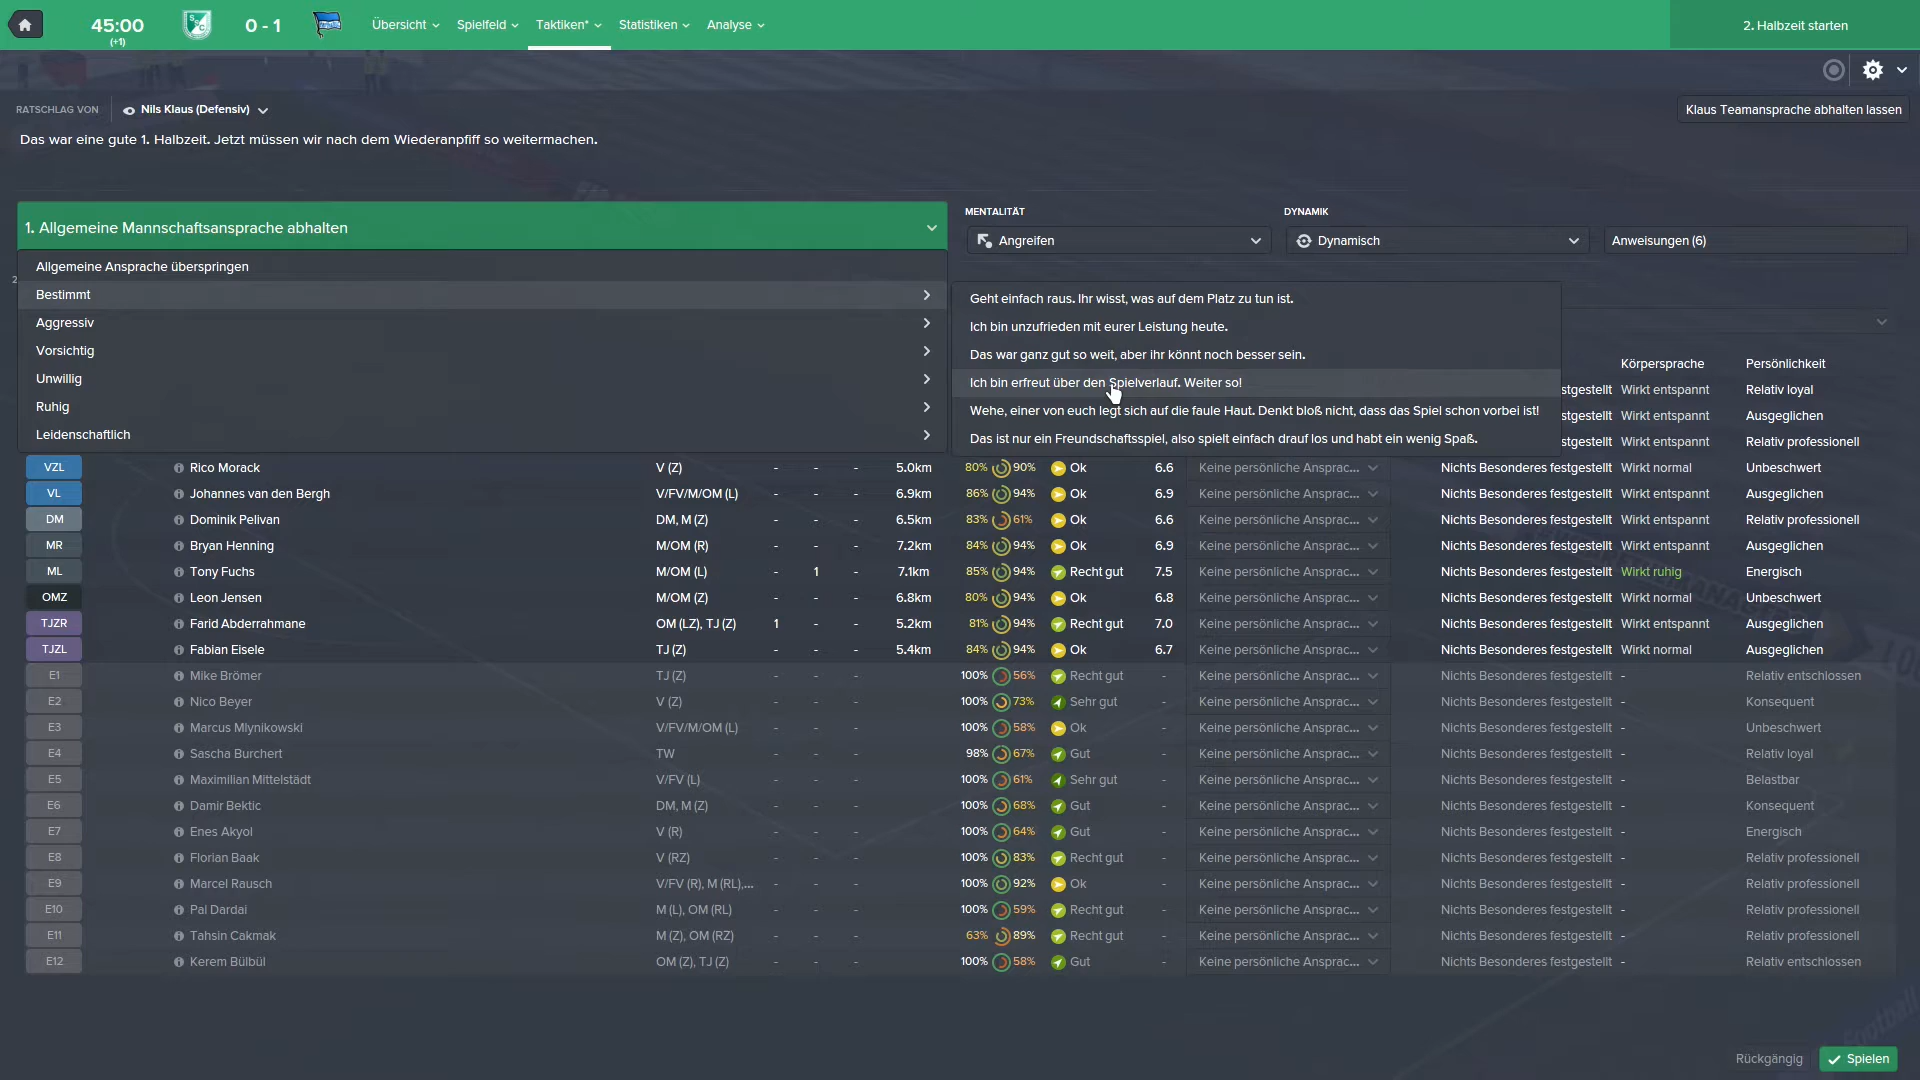 45:00
(+1)
0 - 1
Übersicht
Spielfeld
Taktiken*
Statistiken
Analyse
2. Halbzeit starten
RATSCHLAG VON
Nils Klaus (Defensiv)
Klaus Teamansprache abhalten lassen
Das war eine gute 1. Halbzeit. Jetzt müssen wir nach dem Wiederanpfiff so weitermachen.
1. Allgemeine Mannschaftsansprache abhalten
MENTALITÄT
DYNAMIK
Angreifen
Dynamisch
Anweisungen (6)
Allgemeine Ansprache überspringen
Bestimmt
Aggressiv
Vorsichtig
Unwillig
Ruhig
Leidenschaftlich
Geht einfach raus. Ihr wisst, was auf dem Platz zu tun ist.
Ich bin unzufrieden mit eurer Leistung heute.
Das war ganz gut so weit, aber ihr könnt noch besser sein.
Ich bin erfreut über den Spielverlauf. Weiter so!
Wehe, einer von euch legt sich auf die faule Haut. Denkt bloß nicht, dass das Spiel schon vorbei ist!
Das ist nur ein Freundschaftsspiel, also spielt einfach drauf los und habt ein wenig Spaß.
Körpersprache Persönlichkeit
stgestellt Wirkt entspannt Relativ loyal
festgestellt Wirkt entspannt Ausgeglichen
festgestellt Wirkt entspannt Relativ professionell
VZL Rico Morack V (Z) - - - 5.0km 80% 90% Ok 6.6 Keine persönliche Ansprac... Nichts Besonderes festgestellt Wirkt normal Unbeschwert
VL Johannes van den Bergh V/FV/M/OM (L) - - - 6.9km 86% 94% Ok 6.9 Keine persönliche Ansprac... Nichts Besonderes festgestellt Wirkt entspannt Ausgeglichen
DM Dominik Pelivan DM, M (Z) - - - 6.5km 83% 61% Ok 6.6 Keine persönliche Ansprac... Nichts Besonderes festgestellt Wirkt entspannt Relativ professionell
MR Bryan Henning M/OM (R) - - - 7.2km 84% 94% Ok 6.9 Keine persönliche Ansprac... Nichts Besonderes festgestellt Wirkt entspannt Ausgeglichen
ML Tony Fuchs M/OM (L) - 1 - 7.1km 85% 94% Recht gut 7.5 Keine persönliche Ansprac... Nichts Besonderes festgestellt Wirkt ruhig Energisch
OMZ Leon Jensen M/OM (Z) - - - 6.8km 80% 94% Ok 6.8 Keine persönliche Ansprac... Nichts Besonderes festgestellt Wirkt normal Unbeschwert
TJZR Farid Abderrahmane OM (LZ), TJ (Z) 1 - - 5.2km 81% 94% Recht gut 7.0 Keine persönliche Ansprac... Nichts Besonderes festgestellt Wirkt entspannt Ausgeglichen
TJZL Fabian Eisele TJ (Z) - - - 5.4km 84% 94% Ok 6.7 Keine persönliche Ansprac... Nichts Besonderes festgestellt Wirkt normal Ausgeglichen
E1 Mike Brömer TJ (Z) - - - 100% 56% Recht gut - Keine persönliche Ansprac... Nichts Besonderes festgestellt - Relativ entschlossen
E2 Nico Beyer V (Z) - - - 100% 73% Sehr gut - Keine persönliche Ansprac... Nichts Besonderes festgestellt - Konsequent
E3 Marcus Mlynikowski V/FV/M/OM (L) - - - 100% 58% Ok - Keine persönliche Ansprac... Nichts Besonderes festgestellt - Unbeschwert
E4 Sascha Burchert TW - - - 98% 67% Gut - Keine persönliche Ansprac... Nichts Besonderes festgestellt - Relativ loyal
E5 Maximilian Mittelstädt V/FV (L) - - - 100% 61% Sehr gut - Keine persönliche Ansprac... Nichts Besonderes festgestellt - Belastbar
E6 Damir Bektic DM, M (Z) - - - 100% 68% Gut - Keine persönliche Ansprac... Nichts Besonderes festgestellt - Konsequent
E7 Enes Akyol V (R) - - - 100% 64% Gut - Keine persönliche Ansprac... Nichts Besonderes festgestellt - Energisch
E8 Florian Baak V (RZ) - - - 100% 83% Recht gut - Keine persönliche Ansprac... Nichts Besonderes festgestellt - Relativ professionell
E9 Marcel Rausch V/FV (R), M (RL),... - - - 100% 92% Ok - Keine persönliche Ansprac... Nichts Besonderes festgestellt - Relativ professionell
E10 Pal Dardai M (L), OM (RL) - - - 100% 59% Recht gut - Keine persönliche Ansprac... Nichts Besonderes festgestellt - Relativ professionell
E11 Tahsin Cakmak M (Z), OM (RZ) - - - 63% 89% Recht gut - Keine persönliche Ansprac... Nichts Besonderes festgestellt - Relativ professionell
E12 Kerem Bülbül OM (Z), TJ (Z) - - - 100% 58% Gut - Keine persönliche Ansprac... Nichts Besonderes festgestellt - Relativ entschlossen
Rückgängig
Spielen